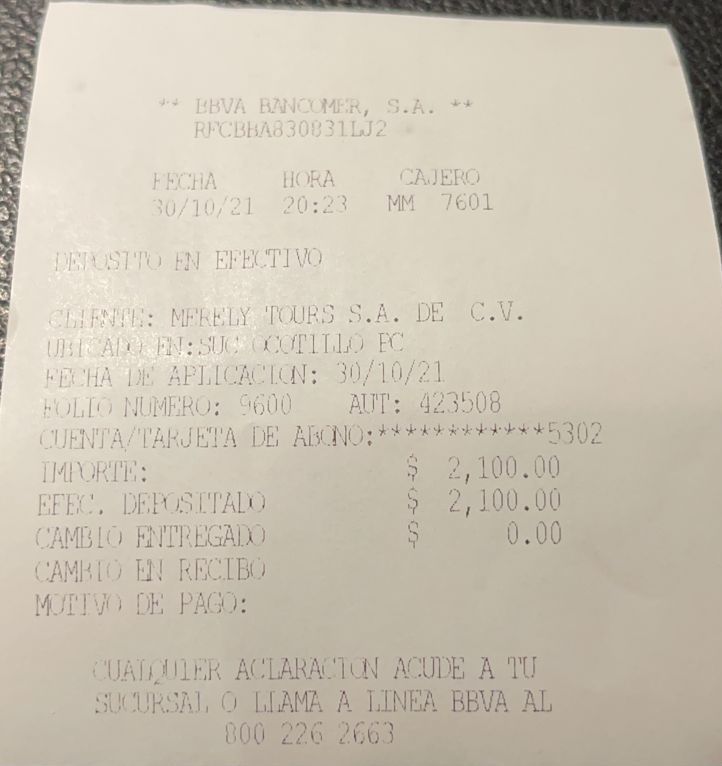 ** BBVA BANCOMER, S.A. **
RFCBBA830831LJ2
FECHA HORA CAJERO
30/10/21 20:23 MM 7601
DEPOSITO EN EFECTIVO
CLIENTE: MERELY TOURS S.A. DE C.V.
UBICADO EN:SUC OCOTILLO PC
FECHA DE APLICACION: 30/10/21
FOLIO NUMERO: 9600 AUT: 423508
CUENTA/TARJETA DE ABONO:************5302
IMPORTE: $ 2,100.00
EFEC. DEPOSITADO $ 2,100.00
CAMBIO ENTREGADO $ 0.00
CAMBIO EN RECIBO
MOTIVO DE PAGO:
CUALQUIER ACLARACION ACUDE A TU
SUCURSAL O LLAMA A LINEA BBVA AL
800 226 2663